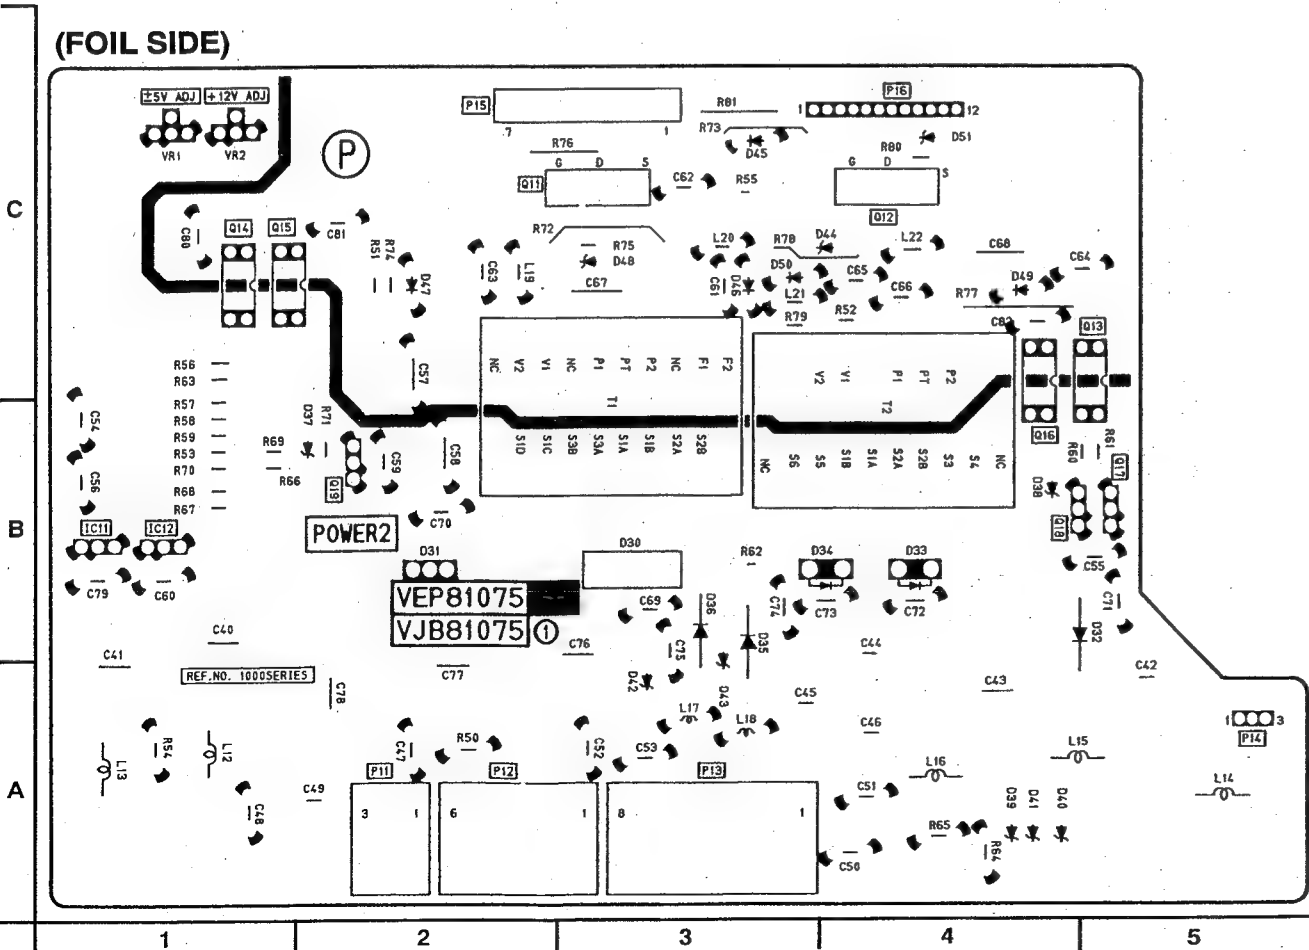 (FOIL SIDE)
±5V ADJ +12V ADJ
P15 R81 P16
7 1 1 12
VR1 VR2
P
R73 D45 D51
R76 R80
G D S G D S
Q11 C62 R55 Q12
C
C80 Q14 Q15 C81 R51 R74 D47
R72 R75 D48 C63 L19 C67
L20 R78 D44 L22 C68 C64
C61 D46 D50 C65 D49
L21 C66 R77
R79 R52 C82 Q13
NC V2 V1 NC P1 PT P2 NC F1 F2
V2 V1 P1 PT P2
T1 T2
S1D S1C S3B S3A S1A S1B S2A S2B
NC S6 S5 S1B S1A S2A S2B S3 S4 NC
R56
R63
R57
R58
R59
R53
R70
R68
R67
C57
C54 C56
D37 R71 R69 R66 Q19 C59 C58
Q16 R60 R61 Q17 D38 Q18
B
IC11 IC12 POWER2 C70
D31 D30 R62 D34 D33 C55
C79 C60 VEP81075 C69 D36 C74 C73 C72 C71
VJB81075 1
C41 C40 C76 C75 D35 C44 D32 C42
REF.NO. 1000SERIES C78 C77 D42 D43 C45 C43
L17 L18 C46 1 3
P14
R54 L12 L13 C47 R50 C52 C53 L16 L15 L14
P11 P12 P13
A
C49 C48 3 1 6 1 8 1 C51 D39 D41 D40
C50 R65 R64
1 2 3 4 5